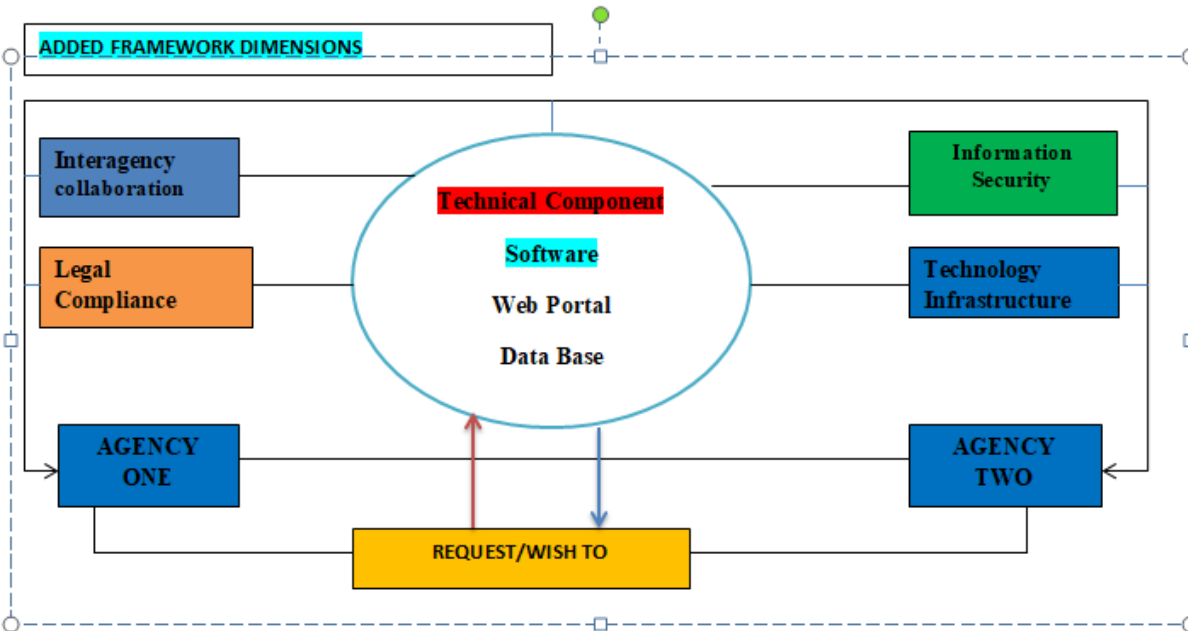 ADDED FRAMEWORK DIMENSIONS
Interagency
collaboration
Legal
Compliance
Technical Component
Software
Web Portal
Data Base
Information
Security
Technology
Infrastructure
AGENCY
ONE
AGENCY
TWO
REQUEST/WISH TO